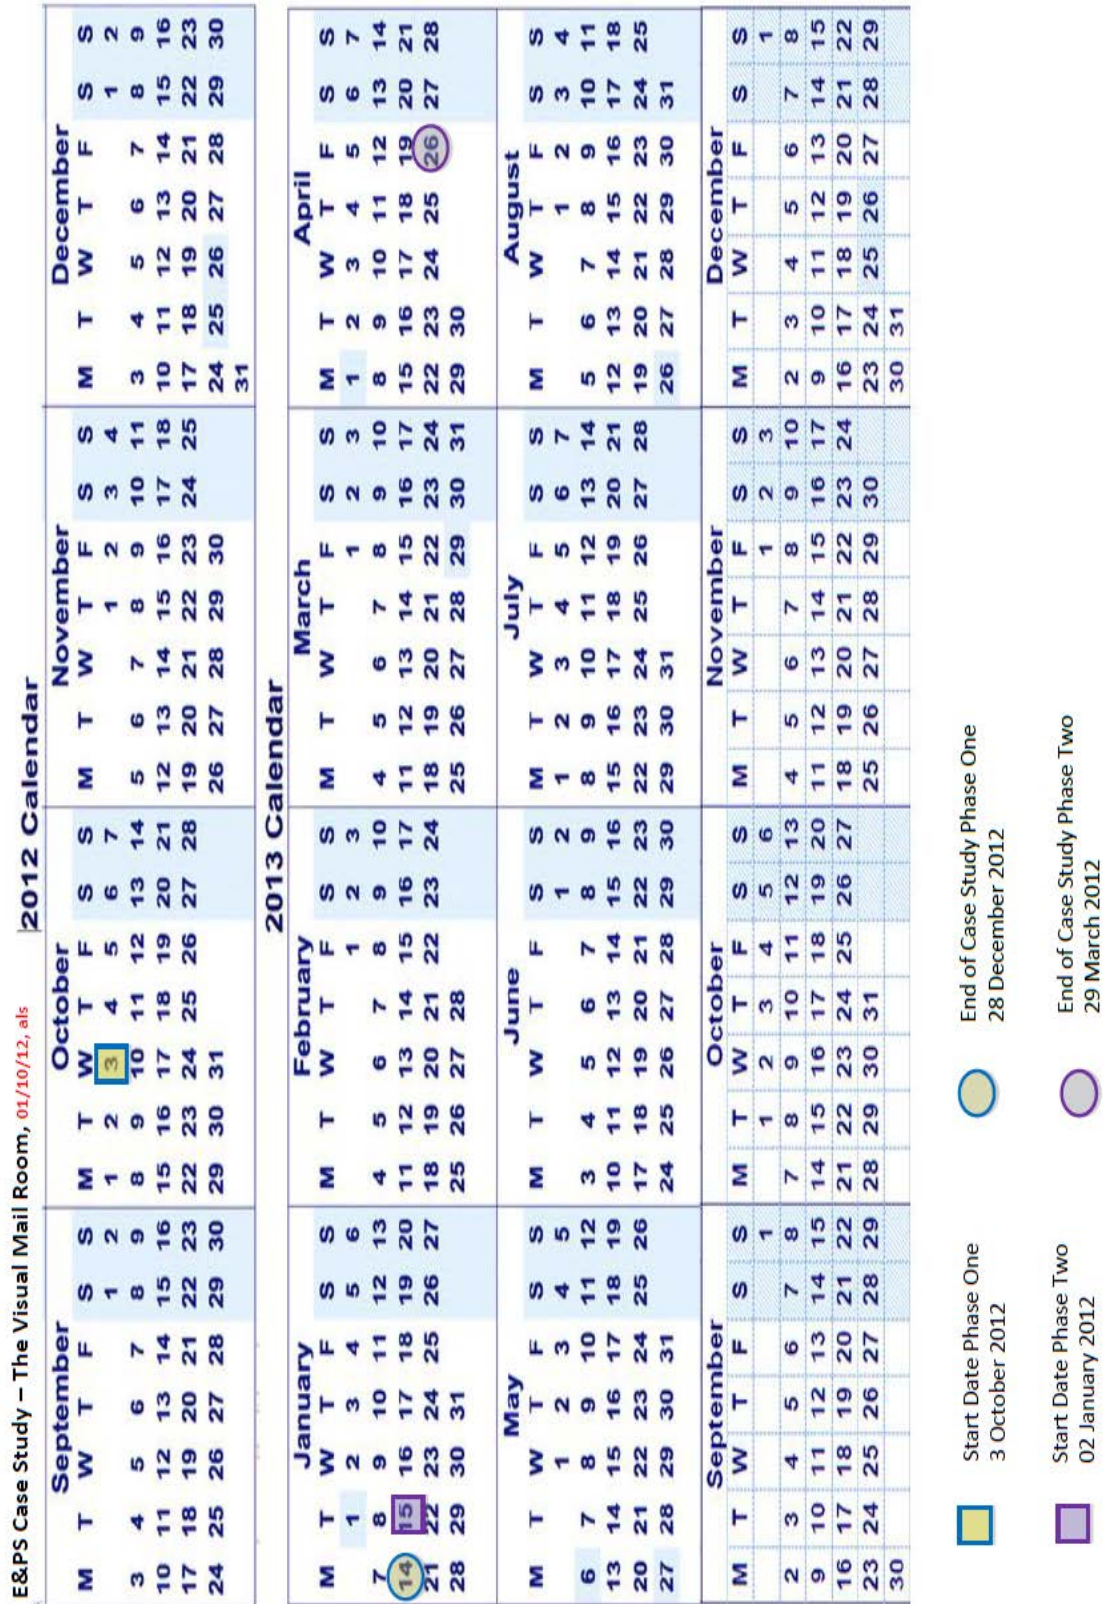 E&PS Case Study – The Visual Mail Room, 01/10/12, als
2012 Calendar
September
M T W T F S S
1 2
3 4 5 6 7 8 9
10 11 12 13 14 15 16
17 18 19 20 21 22 23
24 25 26 27 28 29 30
October
M T W T F S S
1 2 3 4 5 6 7
8 9 10 11 12 13 14
15 16 17 18 19 20 21
22 23 24 25 26 27 28
29 30 31
November
M T W T F S S
1 2 3 4
5 6 7 8 9 10 11
12 13 14 15 16 17 18
19 20 21 22 23 24 25
26 27 28 29 30
December
M T W T F S S
1 2
3 4 5 6 7 8 9
10 11 12 13 14 15 16
17 18 19 20 21 22 23
24 25 26 27 28 29 30
31
2013 Calendar
January
M T W T F S S
1 2 3 4 5 6
7 8 9 10 11 12 13
14 15 16 17 18 19 20
21 22 23 24 25 26 27
28 29 30 31
February
M T W T F S S
1 2 3
4 5 6 7 8 9 10
11 12 13 14 15 16 17
18 19 20 21 22 23 24
25 26 27 28
March
M T W T F S S
1 2 3
4 5 6 7 8 9 10
11 12 13 14 15 16 17
18 19 20 21 22 23 24
25 26 27 28 29 30 31
April
M T W T F S S
1 2 3 4 5 6 7
8 9 10 11 12 13 14
15 16 17 18 19 20 21
22 23 24 25 26 27 28
29 30
May
M T W T F S S
1 2 3 4 5
6 7 8 9 10 11 12
13 14 15 16 17 18 19
20 21 22 23 24 25 26
27 28 29 30 31
June
M T W T F S S
1 2
3 4 5 6 7 8 9
10 11 12 13 14 15 16
17 18 19 20 21 22 23
24 25 26 27 28 29 30
July
M T W T F S S
1 2 3 4 5 6 7
8 9 10 11 12 13 14
15 16 17 18 19 20 21
22 23 24 25 26 27 28
29 30 31
August
M T W T F S S
1 2 3 4
5 6 7 8 9 10 11
12 13 14 15 16 17 18
19 20 21 22 23 24 25
26 27 28 29 30 31
September
M T W T F S S
1
2 3 4 5 6 7 8
9 10 11 12 13 14 15
16 17 18 19 20 21 22
23 24 25 26 27 28 29
30
October
M T W T F S S
1 2 3 4 5 6
7 8 9 10 11 12 13
14 15 16 17 18 19 20
21 22 23 24 25 26 27
28 29 30 31
November
M T W T F S S
1 2 3
4 5 6 7 8 9 10
11 12 13 14 15 16 17
18 19 20 21 22 23 24
25 26 27 28 29 30
December
M T W T F S S
1
2 3 4 5 6 7 8
9 10 11 12 13 14 15
16 17 18 19 20 21 22
23 24 25 26 27 28 29
30 31
Start Date Phase One
3 October 2012
End of Case Study Phase One
28 December 2012
Start Date Phase Two
02 January 2012
End of Case Study Phase Two
29 March 2012